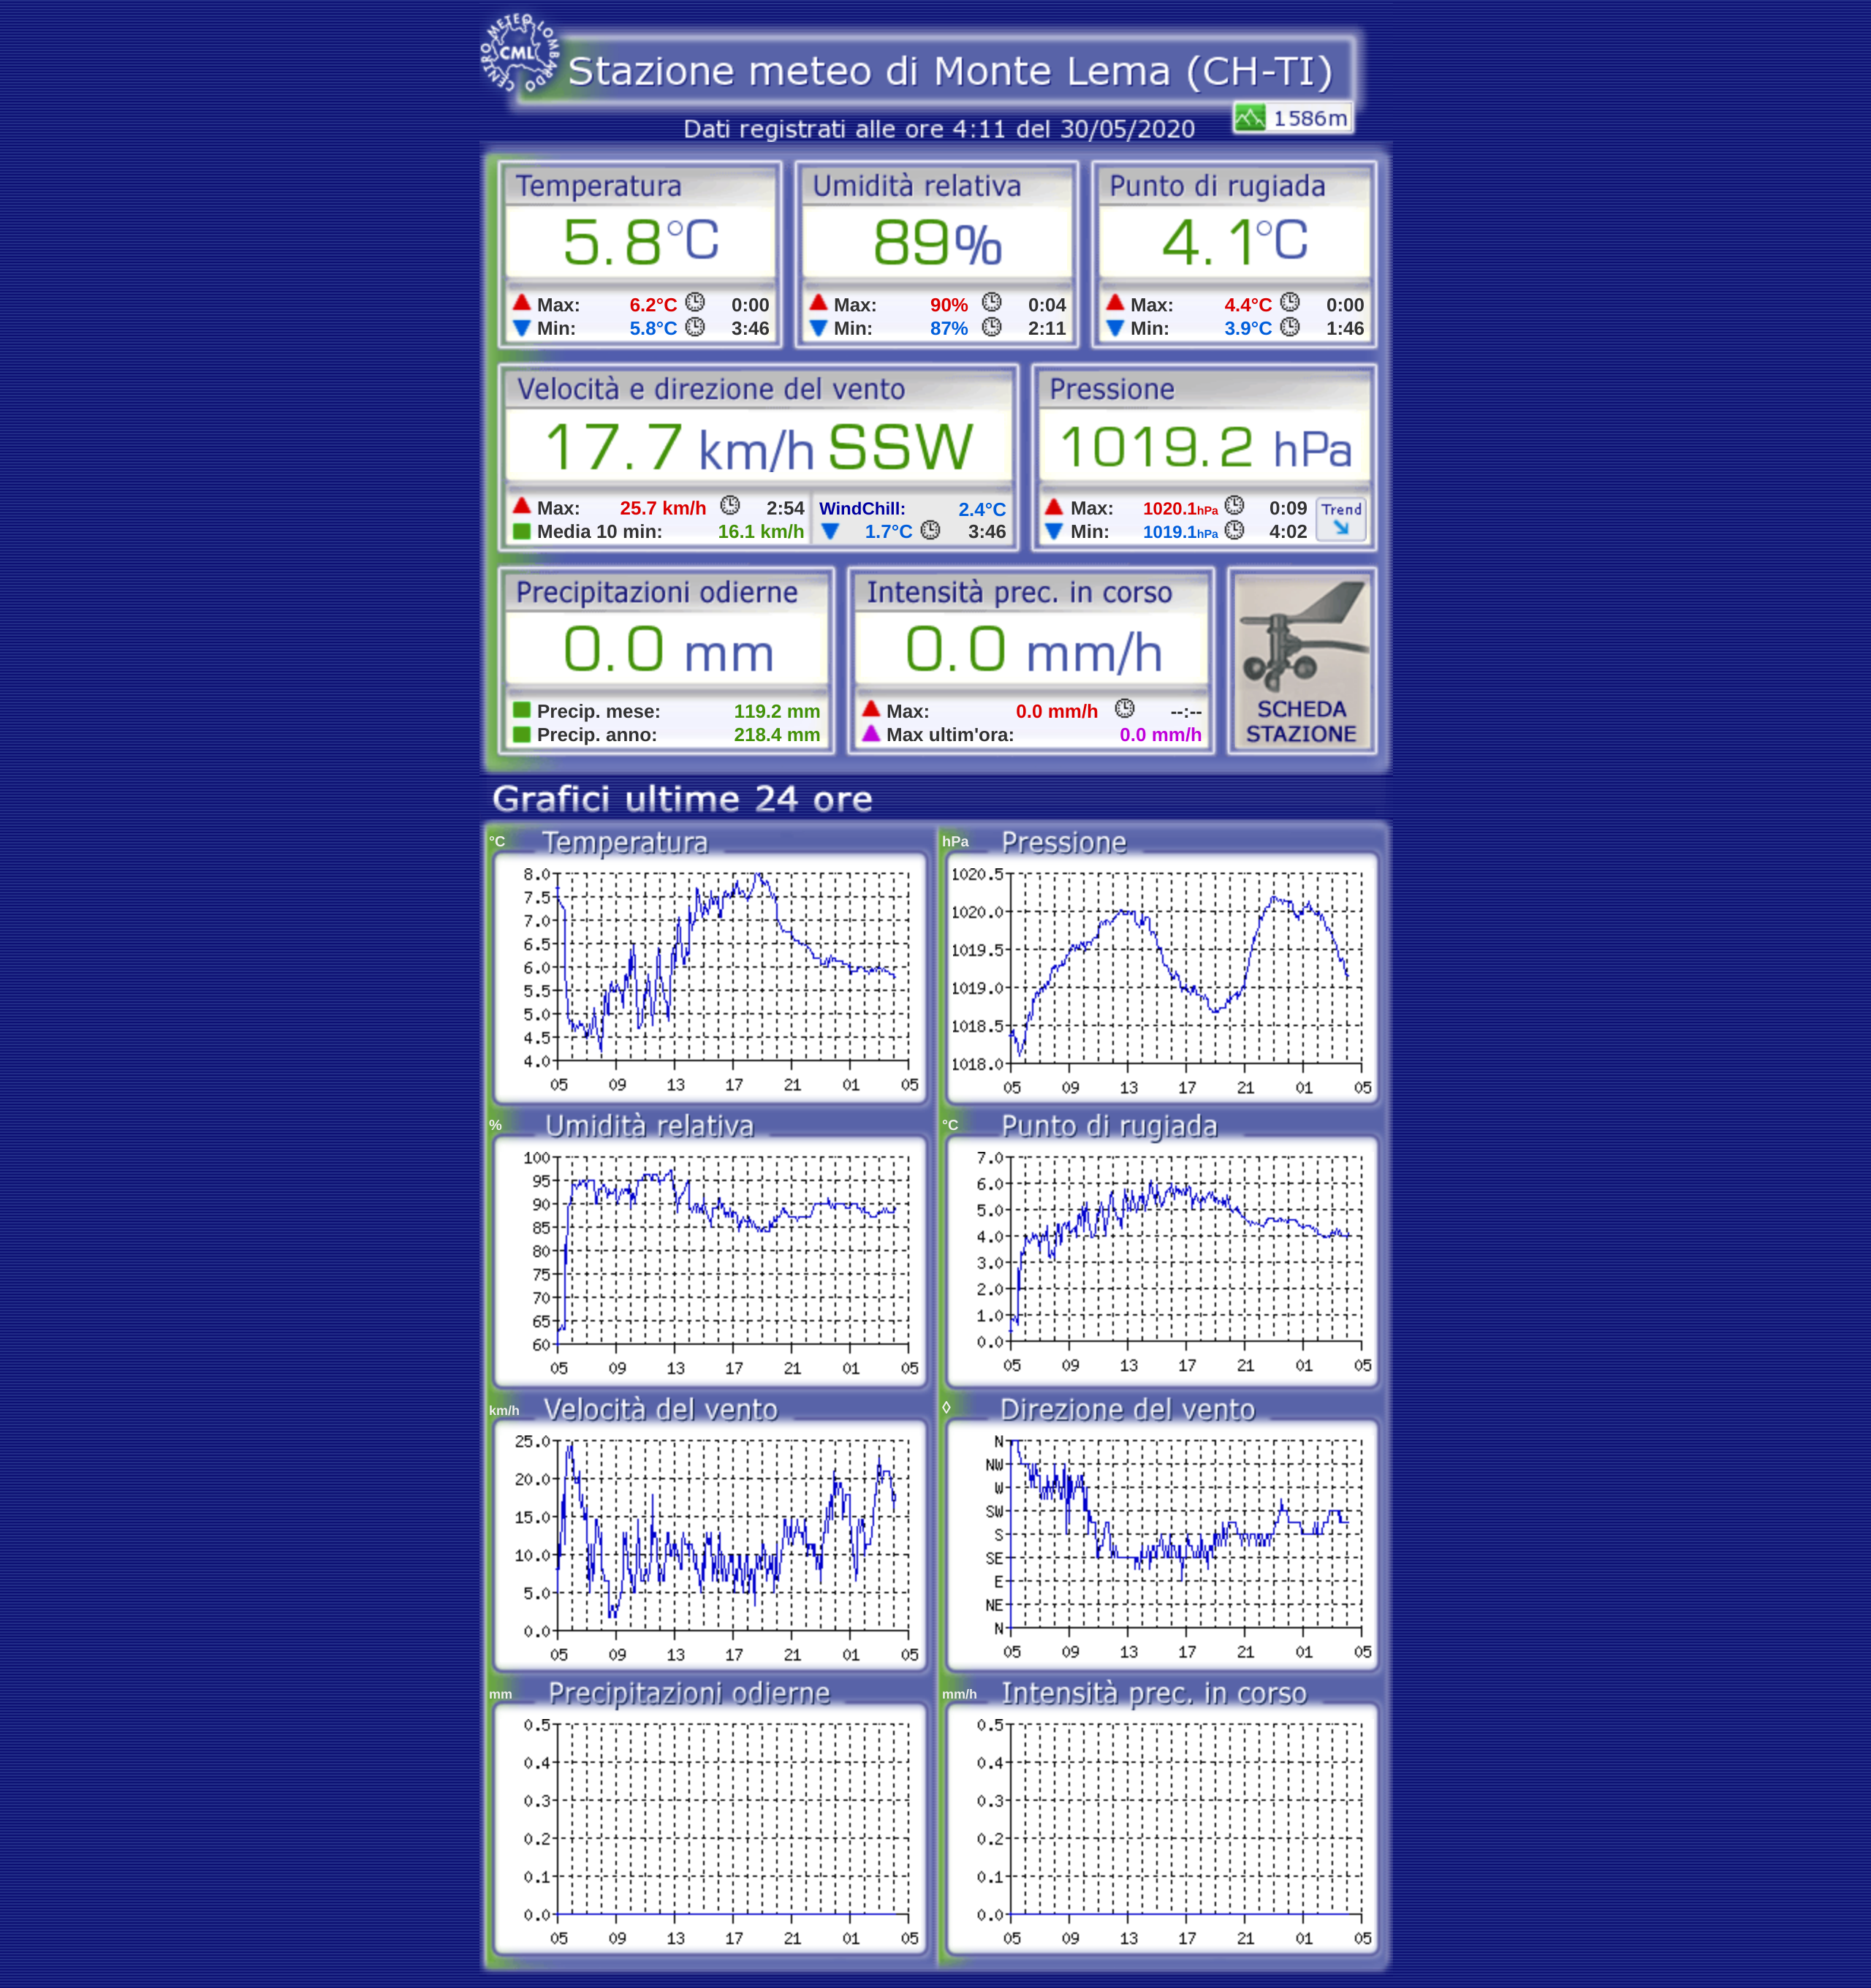 CENTRO METEO LOMBARDO
CML
Stazione meteo di Monte Lema (CH-TI)
1586m
Dati registrati alle ore 4:11 del 30/05/2020
Temperatura
5.8°C
Max: 6.2°C 0:00
Min: 5.8°C 3:46
Umidità relativa
89%
Max: 90% 0:04
Min: 87% 2:11
Punto di rugiada
4.1°C
Max: 4.4°C 0:00
Min: 3.9°C 1:46
Velocità e direzione del vento
17.7 km/h SSW
Max: 25.7 km/h 2:54
Media 10 min: 16.1 km/h
WindChill: 2.4°C
1.7°C 3:46
Pressione
1019.2 hPa
Max: 1020.1hPa 0:09
Min: 1019.1hPa 4:02
Trend
Precipitazioni odierne
0.0 mm
Precip. mese: 119.2 mm
Precip. anno: 218.4 mm
Intensità prec. in corso
0.0 mm/h
Max: 0.0 mm/h --:--
Max ultim'ora: 0.0 mm/h
SCHEDA
STAZIONE
Grafici ultime 24 ore
°C Temperatura
8.0
7.5
7.0
6.5
6.0
5.5
5.0
4.5
4.0
05 09 13 17 21 01 05
hPa Pressione
1020.5
1020.0
1019.5
1019.0
1018.5
1018.0
05 09 13 17 21 01 05
% Umidità relativa
100
95
90
85
80
75
70
65
60
05 09 13 17 21 01 05
°C Punto di rugiada
7.0
6.0
5.0
4.0
3.0
2.0
1.0
0.0
05 09 13 17 21 01 05
km/h Velocità del vento
25.0
20.0
15.0
10.0
5.0
0.0
05 09 13 17 21 01 05
◊ Direzione del vento
N
NW
W
SW
S
SE
E
NE
N
05 09 13 17 21 01 05
mm Precipitazioni odierne
0.5
0.4
0.3
0.2
0.1
0.0
05 09 13 17 21 01 05
mm/h Intensità prec. in corso
0.5
0.4
0.3
0.2
0.1
0.0
05 09 13 17 21 01 05